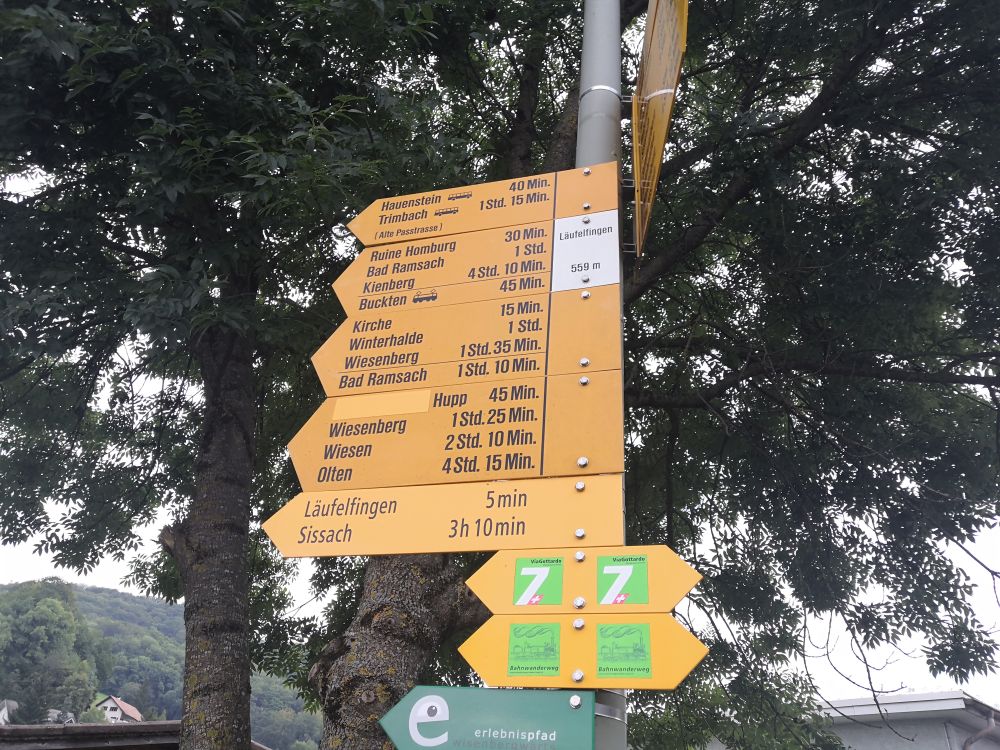 Hauenstein 40 Min.
Trimbach 1 Std. 15 Min.
(Alte Passtrasse)
Läufelfingen
559 m
Ruine Homburg 30 Min.
Bad Ramsach 1 Std.
Kienberg 4 Std. 10 Min.
Buckten 45 Min.
Kirche 15 Min.
Winterhalde 1 Std.
Wiesenberg 1 Std. 35 Min.
Bad Ramsach 1 Std. 10 Min.
Hupp 45 Min.
Wiesenberg 1 Std. 25 Min.
Wiesen 2 Std. 10 Min.
Olten 4 Std. 15 Min.
Läufelfingen 5 min
Sissach 3 h 10 min
ViaGottardo ViaGottardo
7 7
Bahnwanderweg Bahnwanderweg
e erlebnispfad
wisenbergwärts